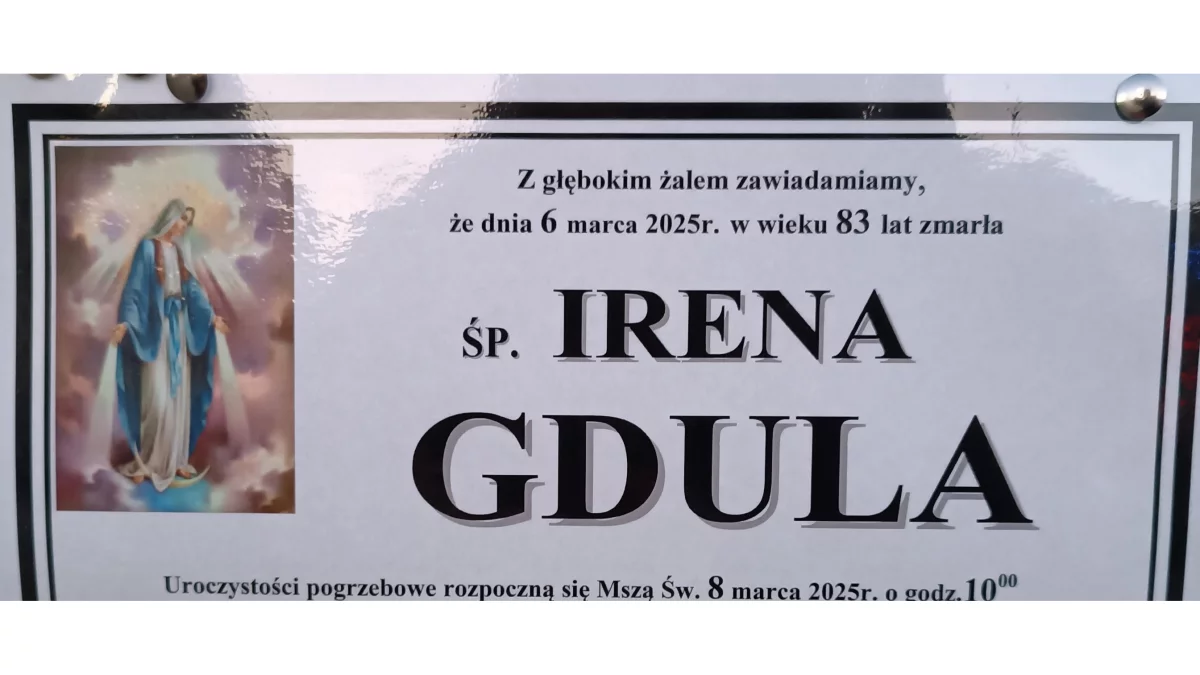 Z głębokim żalem zawiadamiamy,
że dnia 6 marca 2025r. w wieku 83 lat zmarła
ŚP. IRENA
GDULA
Uroczystości pogrzebowe rozpoczną się Mszą Św. 8 marca 2025r. o godz.10⁰⁰